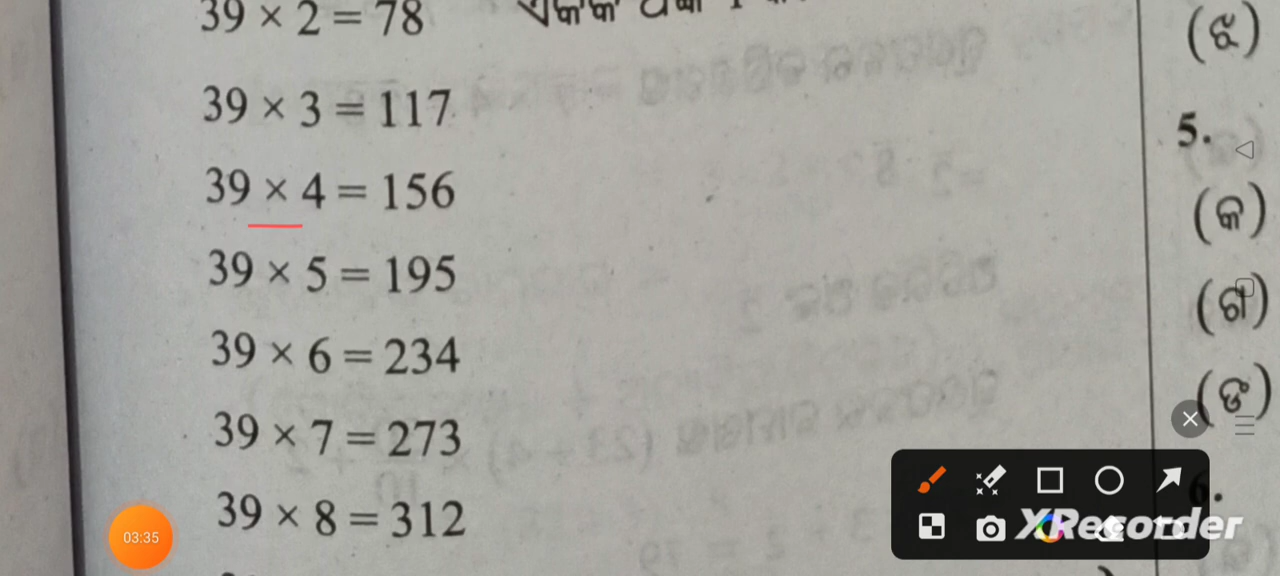 39 × 2 = 78
39 × 3 = 117
39 × 4 = 156
39 × 5 = 195
39 × 6 = 234
39 × 7 = 273
39 × 8 = 312
(ଝ)
5.
(କ)
(ଗ)
(ଙ)
6.
03:35
XRecorder